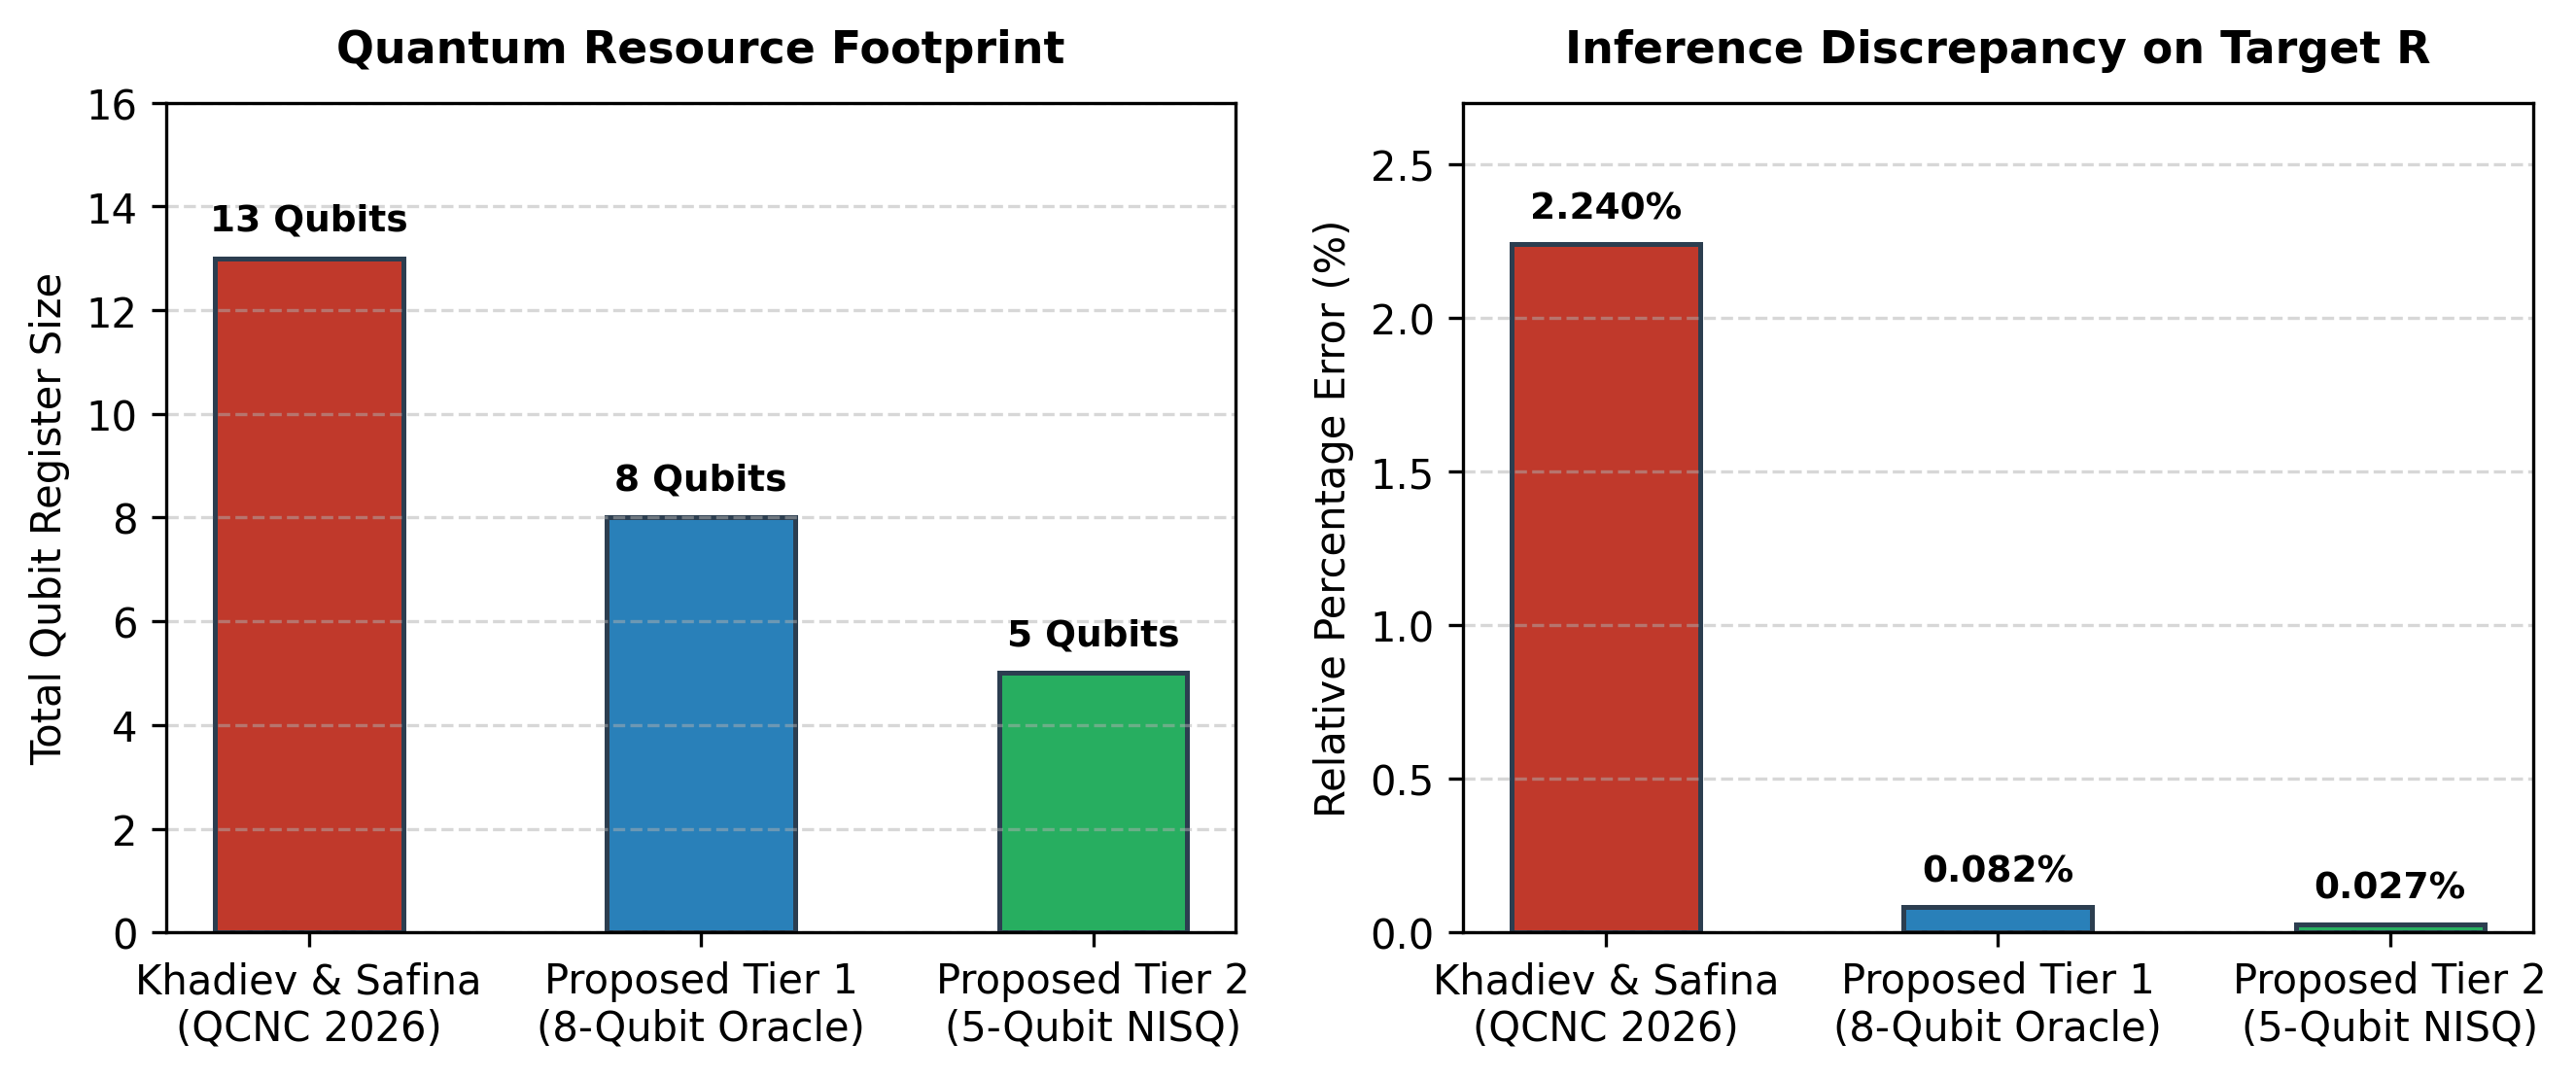 Quantum Resource Footprint
Total Qubit Register Size
16
14
12
10
8
6
4
2
0
13 Qubits
8 Qubits
5 Qubits
Khadiev & Safina
(QCNC 2026)
Proposed Tier 1
(8-Qubit Oracle)
Proposed Tier 2
(5-Qubit NISQ)
Inference Discrepancy on Target R
Relative Percentage Error (%)
2.5
2.0
1.5
1.0
0.5
0.0
2.240%
0.082%
0.027%
Khadiev & Safina
(QCNC 2026)
Proposed Tier 1
(8-Qubit Oracle)
Proposed Tier 2
(5-Qubit NISQ)